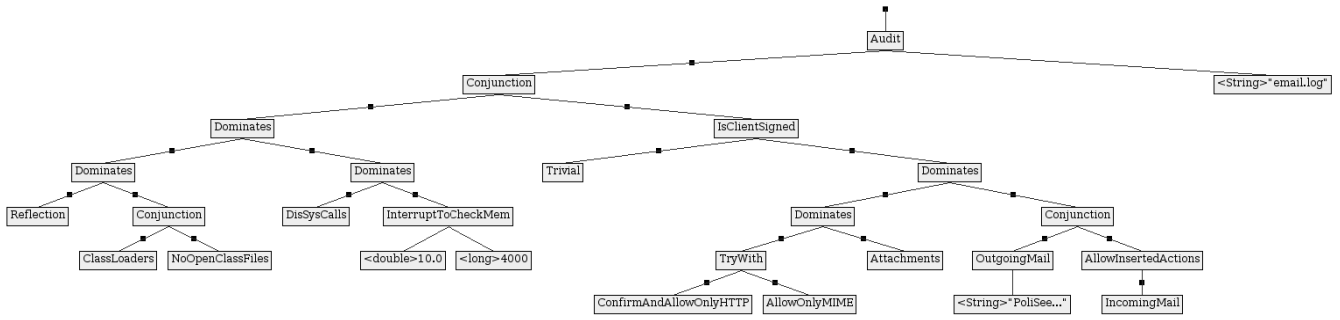 Audit
Conjunction
<String>"email.log"
Dominates
IsClientSigned
Dominates
Dominates
Trivial
Dominates
Reflection
Conjunction
DisSysCalls
InterruptToCheckMem
Dominates
Conjunction
ClassLoaders
NoOpenClassFiles
<double>10.0
<long>4000
TryWith
Attachments
OutgoingMail
AllowInsertedActions
ConfirmAndAllowOnlyHTTP
AllowOnlyMIME
<String>"PoliSee..."
IncomingMail